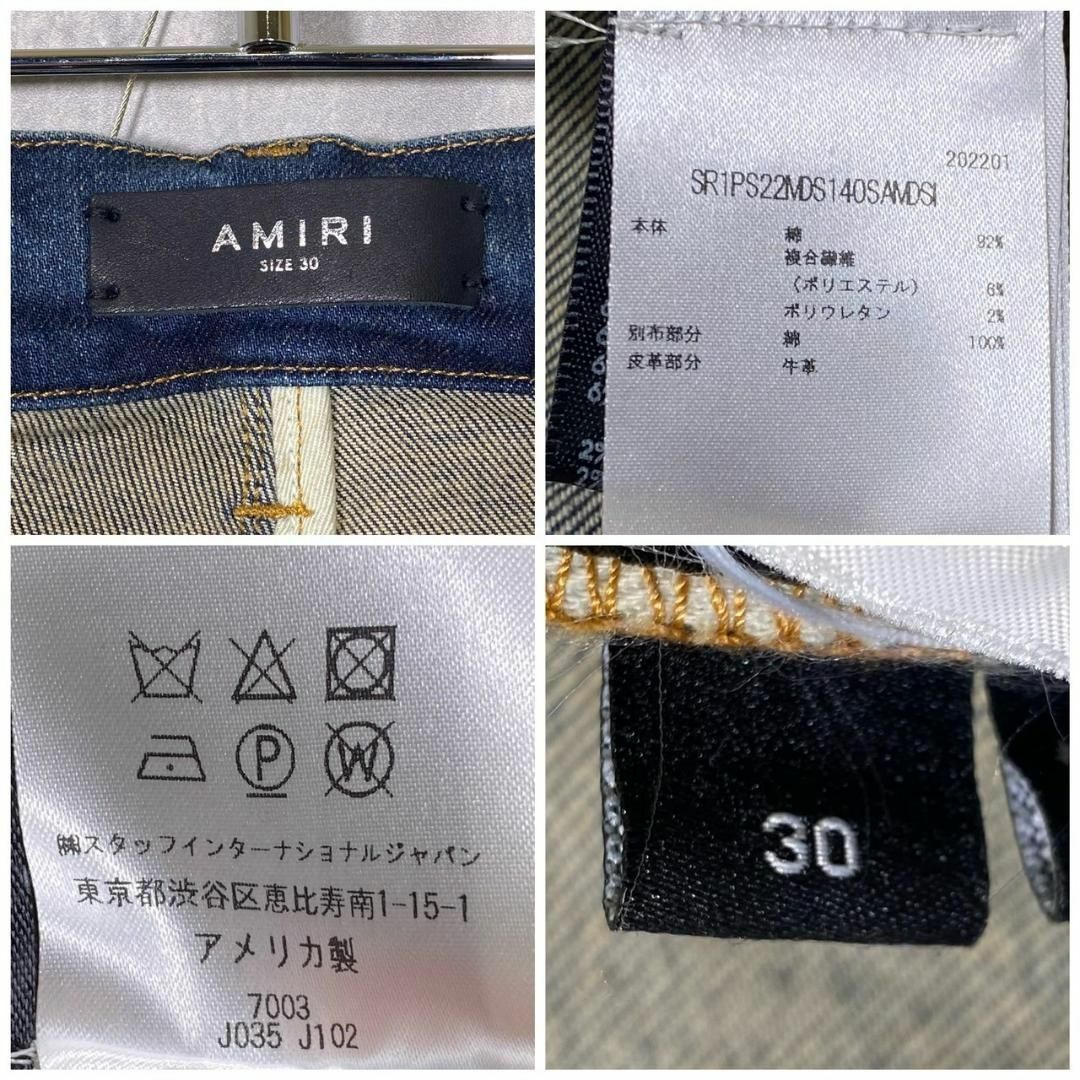 AMIRI
SIZE 30
202201
SR1PS22MDS140SAMDSI
本体 綿 92%
複合繊維
(ポリエステル) 6%
ポリウレタン 2%
別布部分 綿 100%
皮革部分 牛革
P
W
㈱スタッフインターナショナルジャパン
東京都渋谷区恵比寿南1-15-1
アメリカ製
7003
J035 J102
30